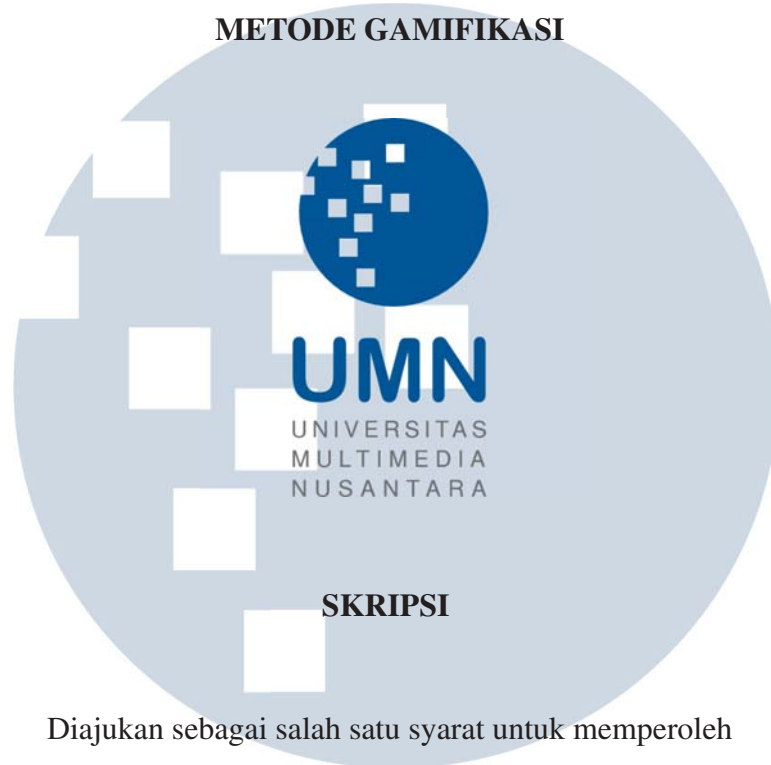 METODE GAMIFIKASI
UMN
UNIVERSITAS
MULTIMEDIA
NUSANTARA
SKRIPSI
Diajukan sebagai salah satu syarat untuk memperoleh